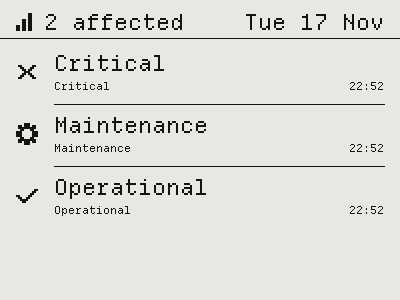 2 affected Tue 17 Nov
Critical
Critical 22:52
Maintenance
Maintenance 22:52
Operational
Operational 22:52